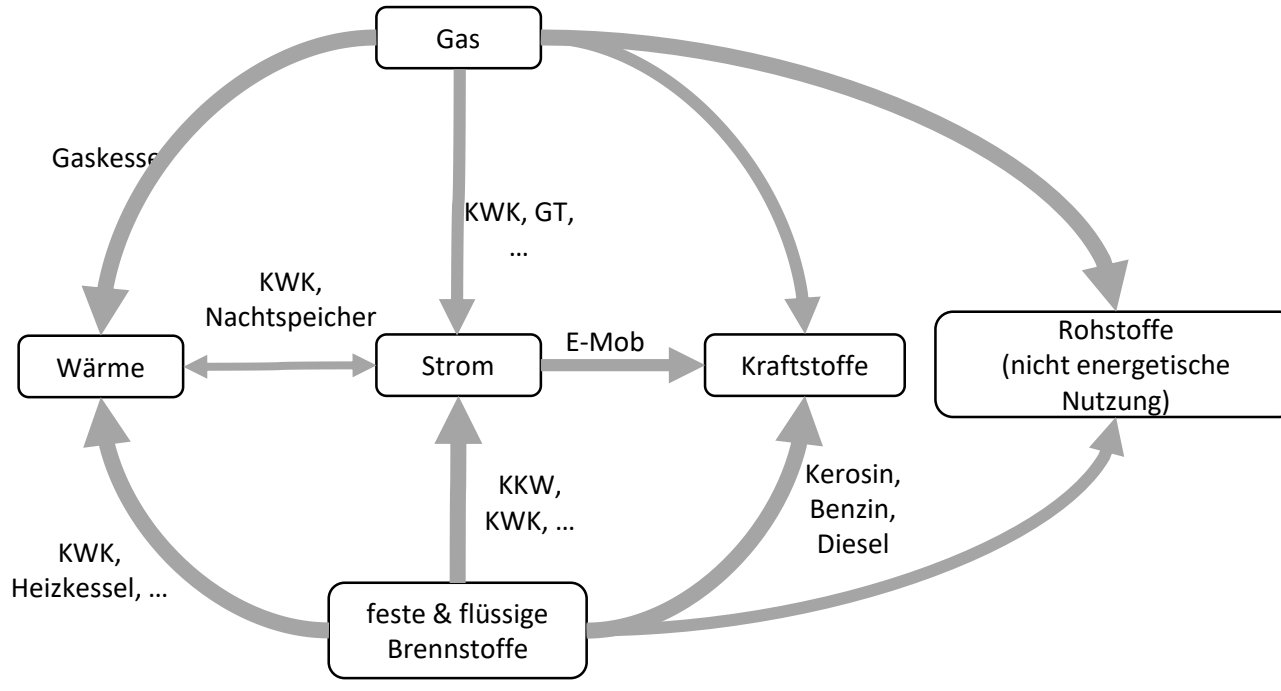 Gas
Gaskesse
KWK, GT,
...
KWK,
Nachtspeicher
E-Mob
Wärme
Strom
Kraftstoffe
Rohstoffe
(nicht energetische
Nutzung)
KKW,
KWK, ...
Kerosin,
Benzin,
Diesel
KWK,
Heizkessel, ...
feste & flüssige
Brennstoffe